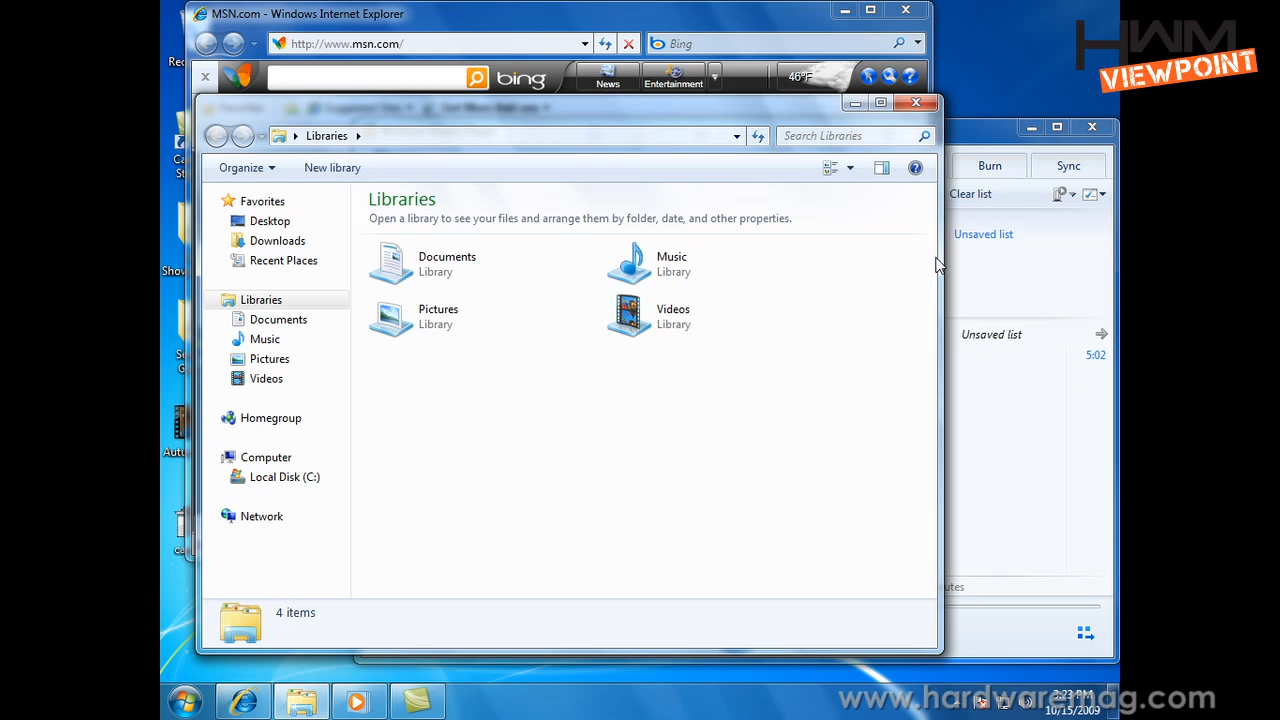 MSN.com - Windows Internet Explorer
HWM
VIEWPOINT
http://www.msn.com/
Bing
bing
News
Entertainment
46°F
Libraries
Search Libraries
Organize
New library
Burn
Sync
Clear list
Favorites
Desktop
Downloads
Recent Places
Libraries
Documents
Music
Pictures
Videos
Homegroup
Computer
Local Disk (C:)
Network
Libraries
Open a library to see your files and arrange them by folder, date, and other properties.
Documents
Library
Music
Library
Pictures
Library
Videos
Library
Unsaved list
Unsaved list
5:02
4 items
www.hardwaremag.com
3:23 PM
10/15/2009